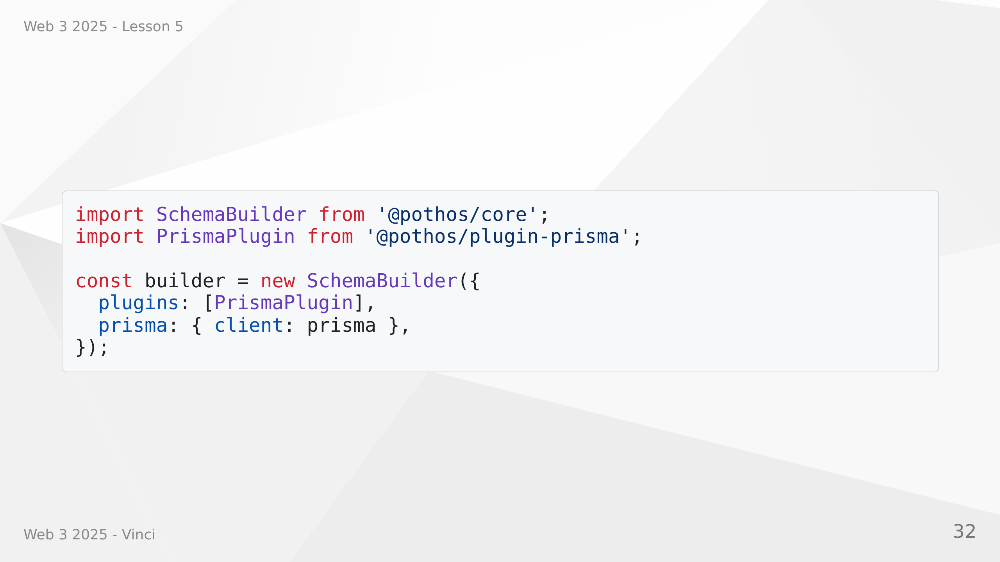 Web 3 2025 - Lesson 5
import SchemaBuilder from '@pothos/core';
import PrismaPlugin from '@pothos/plugin-prisma';

const builder = new SchemaBuilder({
  plugins: [PrismaPlugin],
  prisma: { client: prisma },
});
Web 3 2025 - Vinci
32